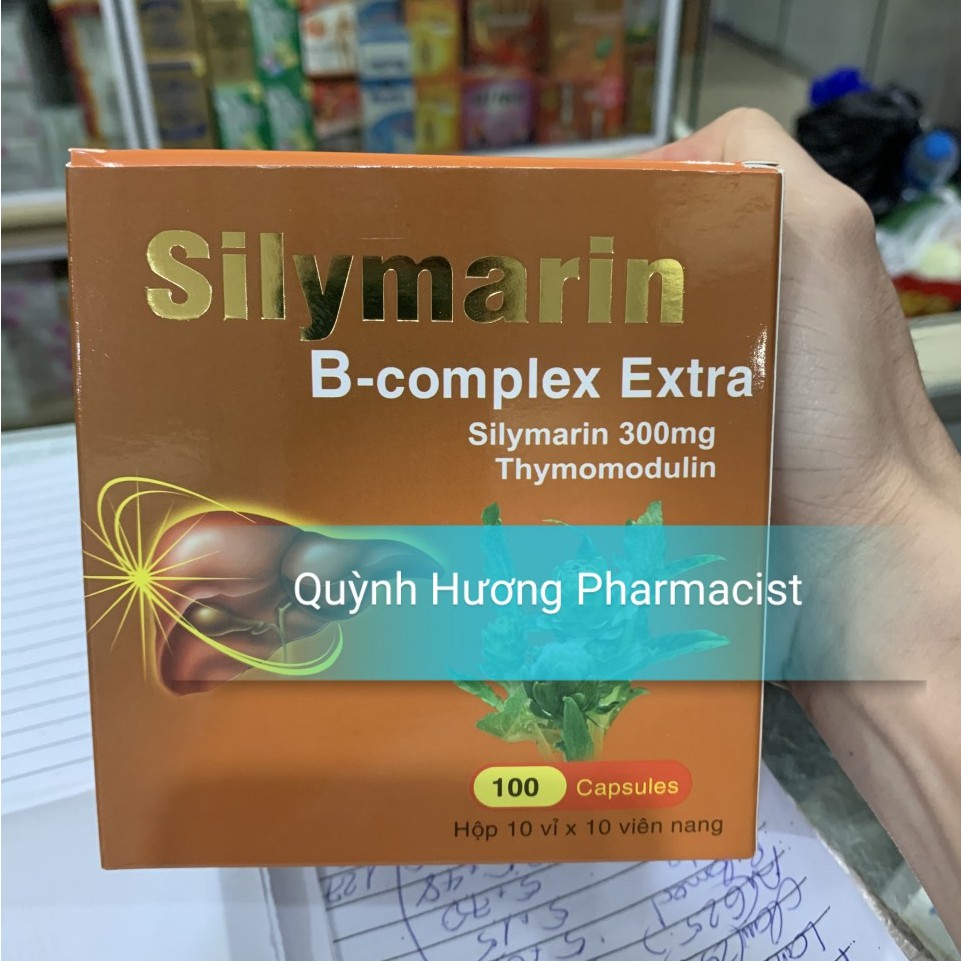 Silymarin
B-complex Extra
Silymarin 300mg
Thymomodulin
Quỳnh Hương Pharmacist
100 Capsules
Hộp 10 vỉ x 10 viên nang